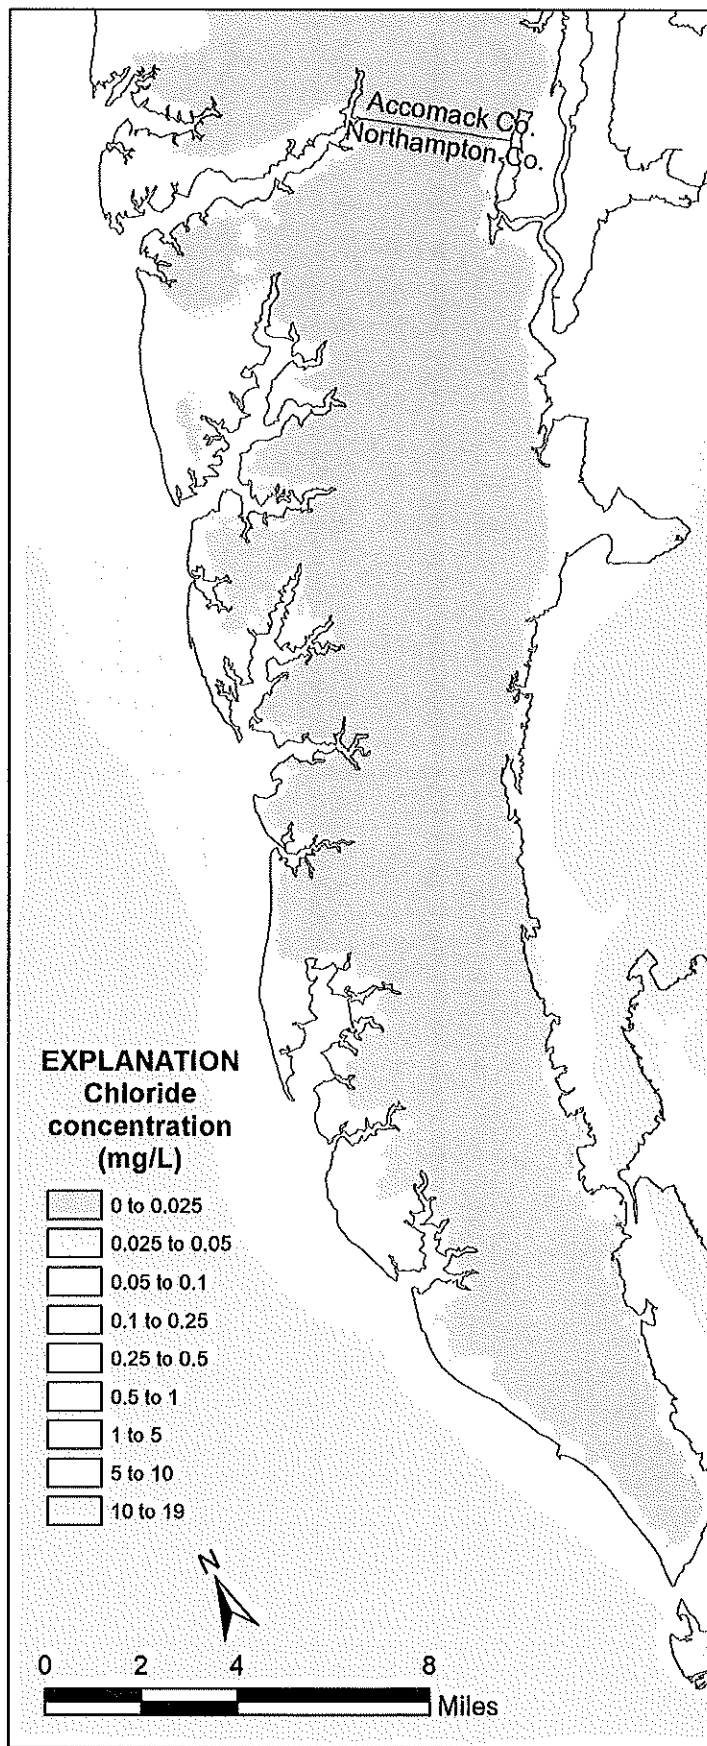 Accomack Co.
Northampton Co.
EXPLANATION
Chloride
concentration
(mg/L)
0 to 0.025
0.025 to 0.05
0.05 to 0.1
0.1 to 0.25
0.25 to 0.5
0.5 to 1
1 to 5
5 to 10
10 to 19
N
0 2 4 8
Miles